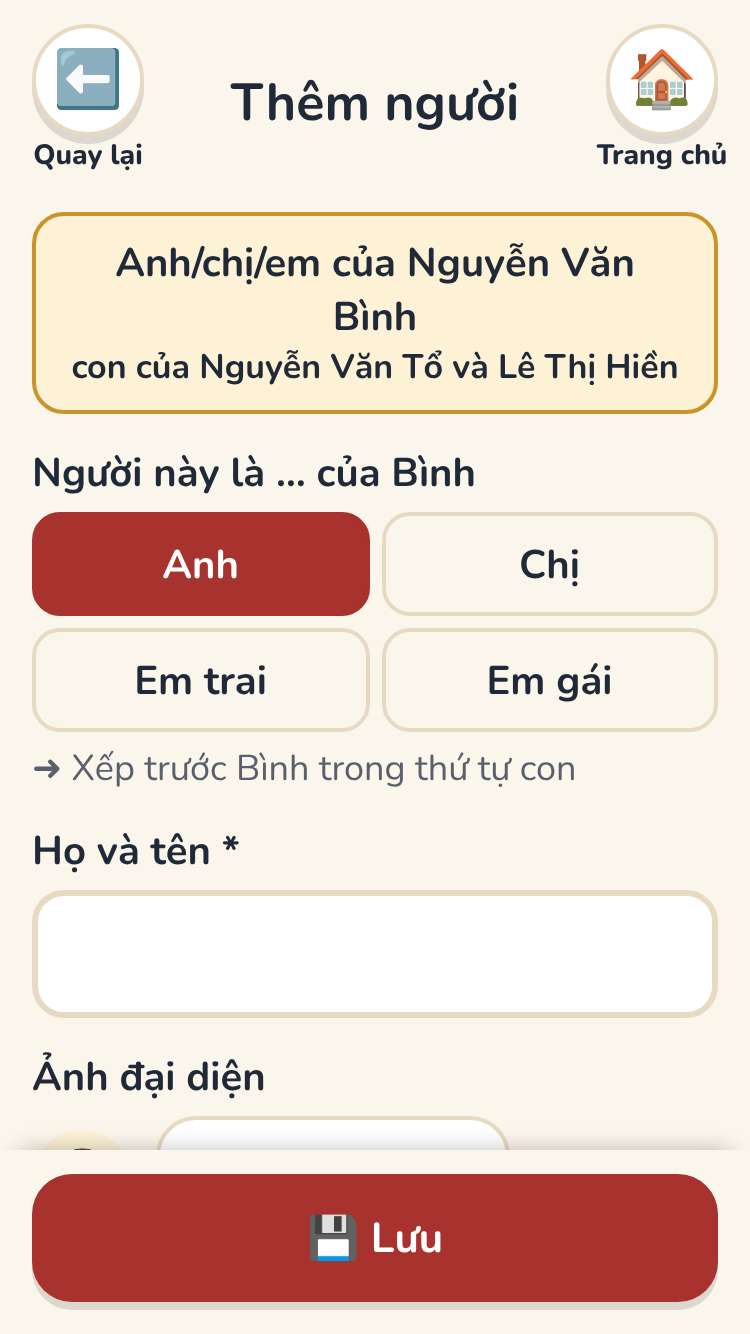 Thêm người
Quay lại
Trang chủ
Anh/chị/em của Nguyễn Văn
Bình
con của Nguyễn Văn Tổ và Lê Thị Hiền
Người này là ... của Bình
Anh
Chị
Em trai
Em gái
→ Xếp trước Bình trong thứ tự con
Họ và tên *
Ảnh đại diện
💾 Lưu